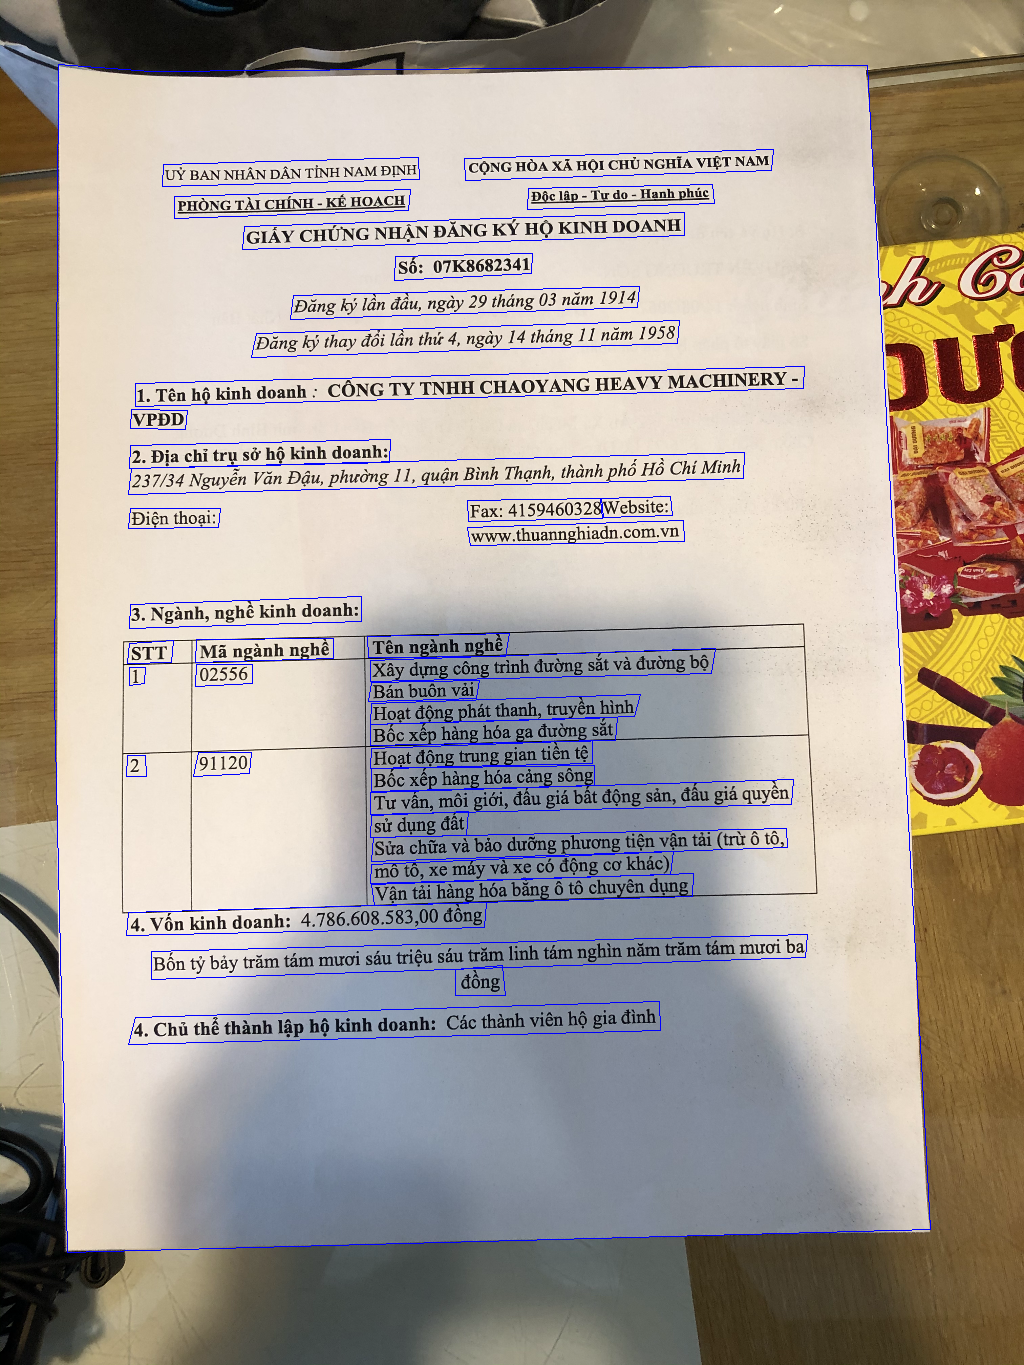 UỶ BAN NHÂN DÂN TỈNH NAM ĐỊNH
CỘNG HÒA XÃ HỘI CHỦ NGHĨA VIỆT NAM
PHÒNG TÀI CHÍNH - KẾ HOẠCH
Độc lập - Tự do - Hạnh phúc
GIẤY CHỨNG NHẬN ĐĂNG KÝ HỘ KINH DOANH
Số: 07K8682341
Đăng ký lần đầu, ngày 29 tháng 03 năm 1914
Đăng ký thay đổi lần thứ 4, ngày 14 tháng 11 năm 1958
1. Tên hộ kinh doanh : CÔNG TY TNHH CHAOYANG HEAVY MACHINERY -
VPĐD
2. Địa chỉ trụ sở hộ kinh doanh:
237/34 Nguyễn Văn Đậu, phường 11, quận Bình Thạnh, thành phố Hồ Chí Minh
Điện thoại:
Fax: 4159460328Website:
www.thuannghiadn.com.vn
3. Ngành, nghề kinh doanh:
STT Mã ngành nghề Tên ngành nghề
1 02556 Xây dựng công trình đường sắt và đường bộ
Bán buôn vải
Hoạt động phát thanh, truyền hình
Bốc xếp hàng hóa ga đường sắt
2 91120 Hoạt động trung gian tiền tệ
Bốc xếp hàng hóa cảng sông
Tư vấn, môi giới, đấu giá bất động sản, đấu giá quyền
sử dụng đất
Sửa chữa và bảo dưỡng phương tiện vận tải (trừ ô tô,
mô tô, xe máy và xe có động cơ khác)
Vận tải hàng hóa bằng ô tô chuyên dụng
4. Vốn kinh doanh: 4.786.608.583,00 đồng
Bốn tỷ bảy trăm tám mươi sáu triệu sáu trăm linh tám nghìn năm trăm tám mươi ba
đồng
4. Chủ thể thành lập hộ kinh doanh: Các thành viên hộ gia đình